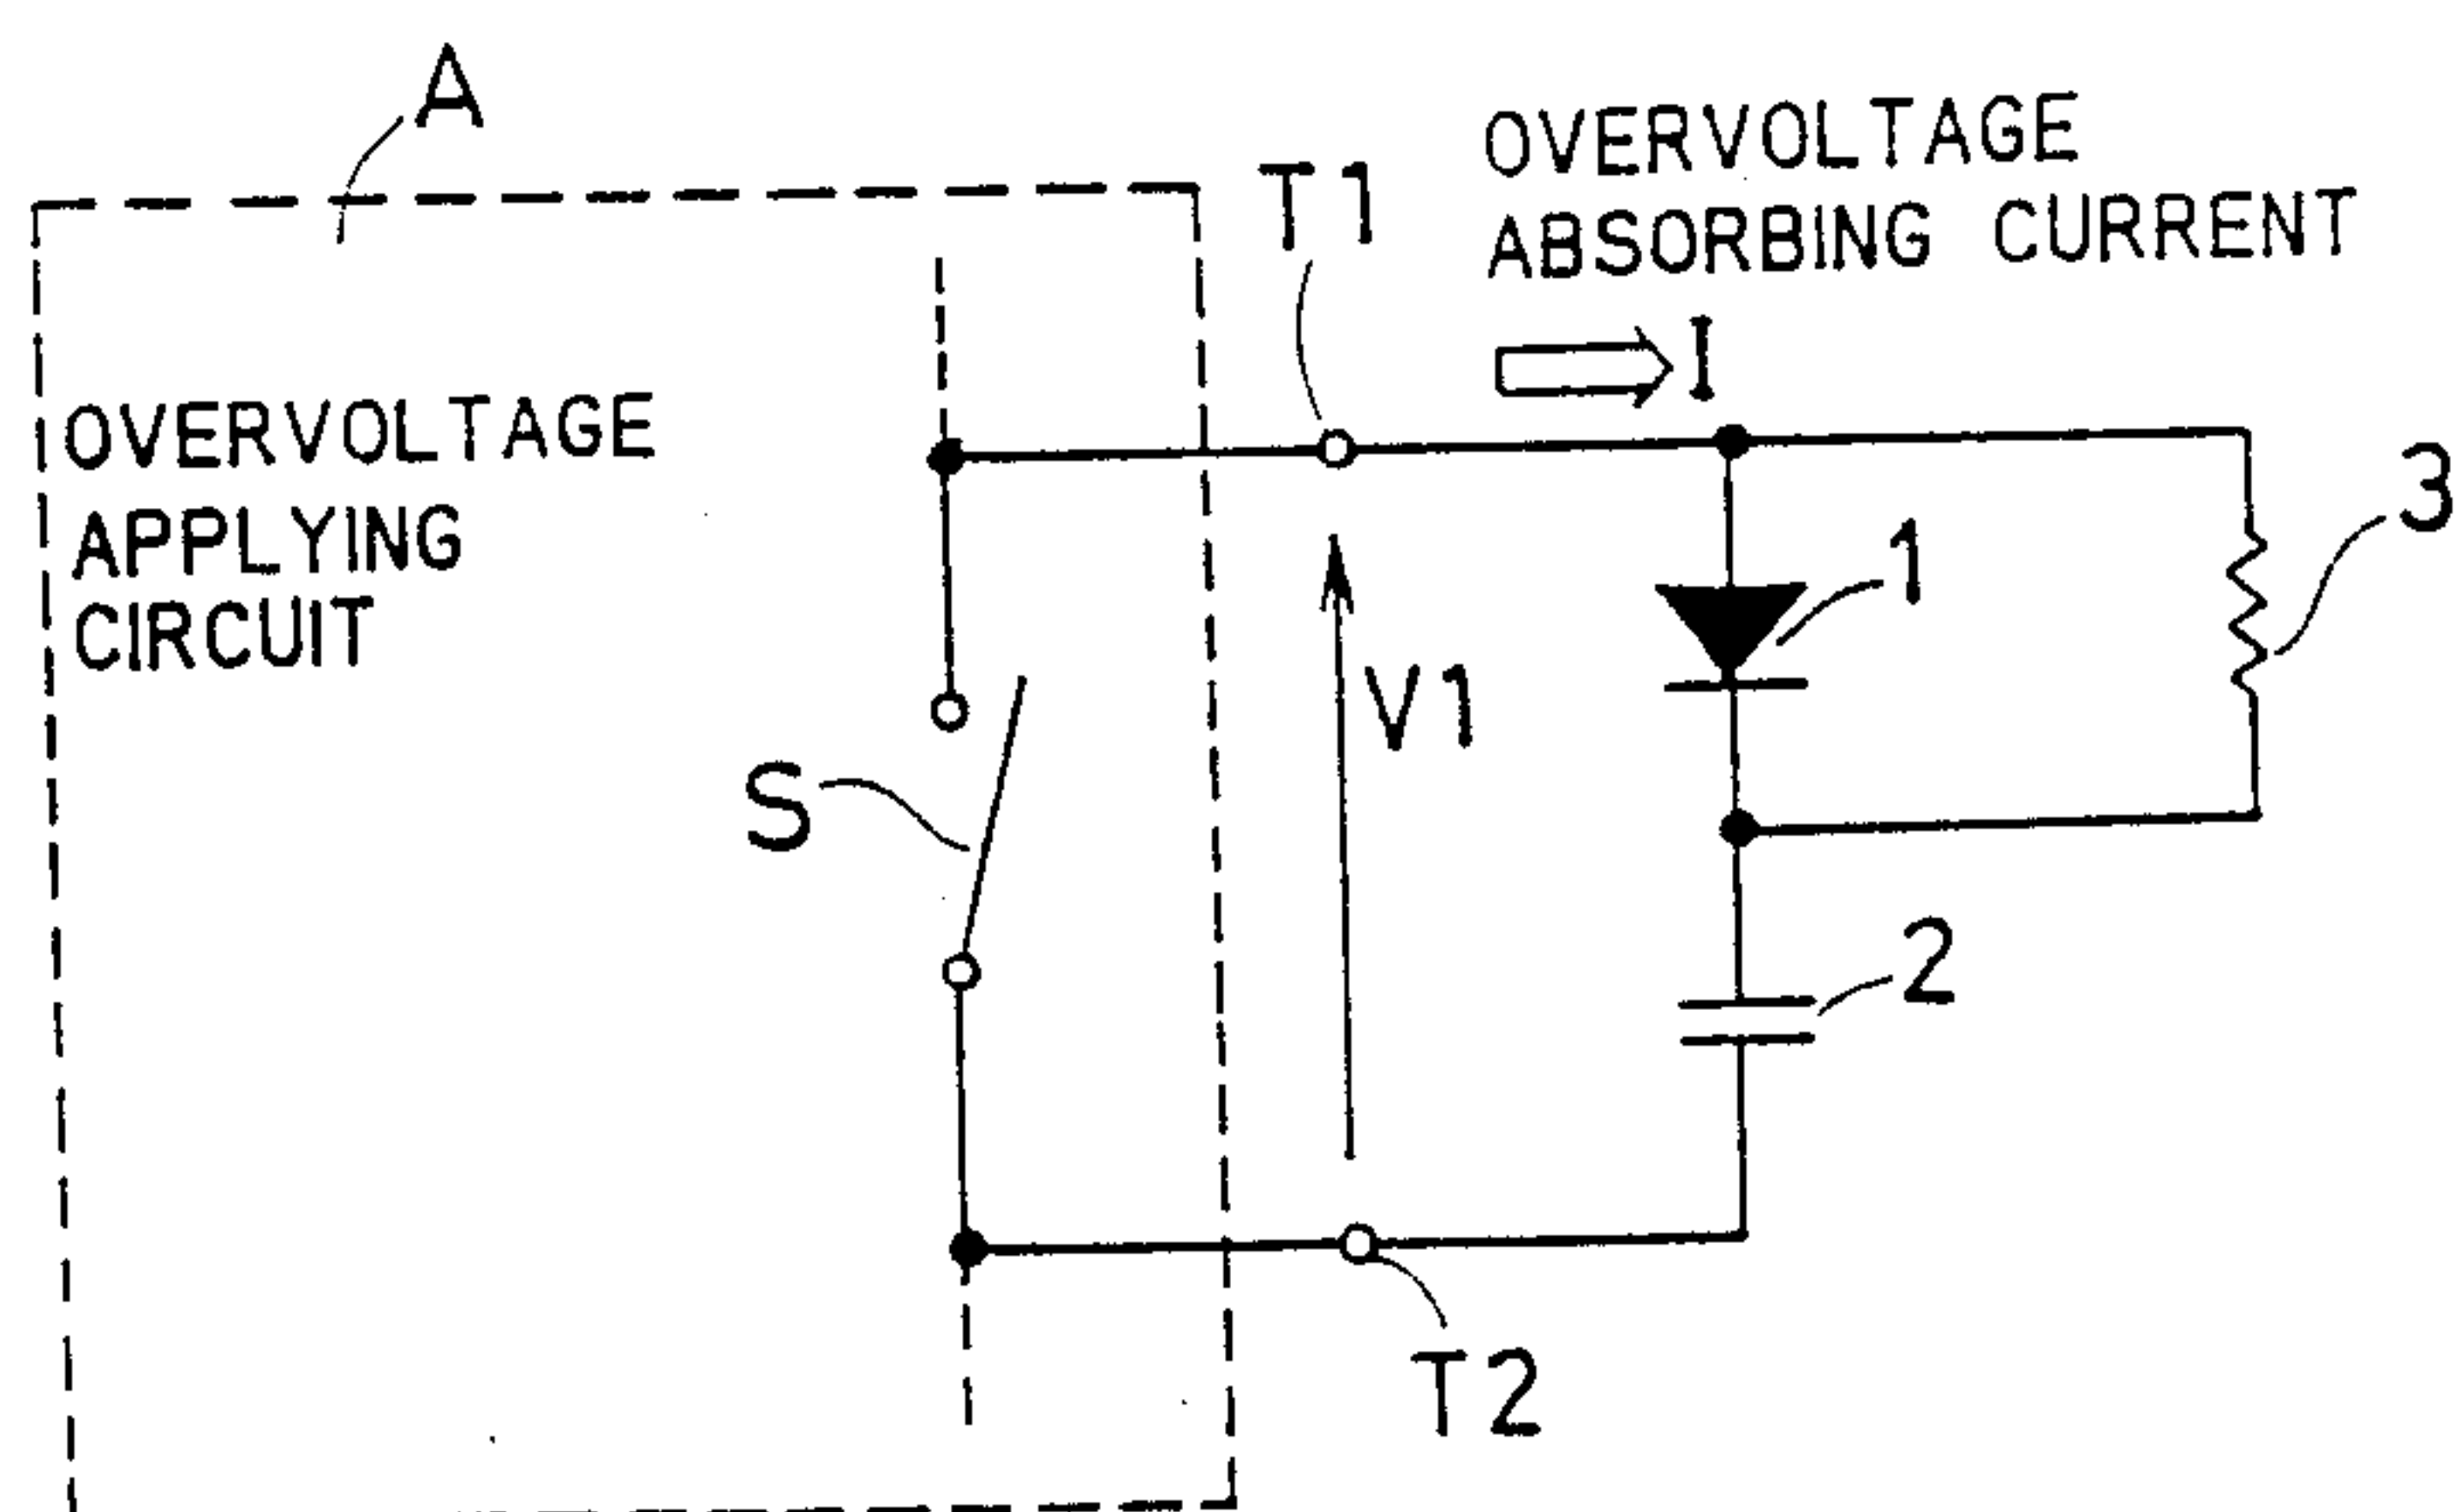 A
T1
OVERVOLTAGE
ABSORBING CURRENT
I
OVERVOLTAGE
APPLYING
CIRCUIT
3
1
V1
S
2
T2